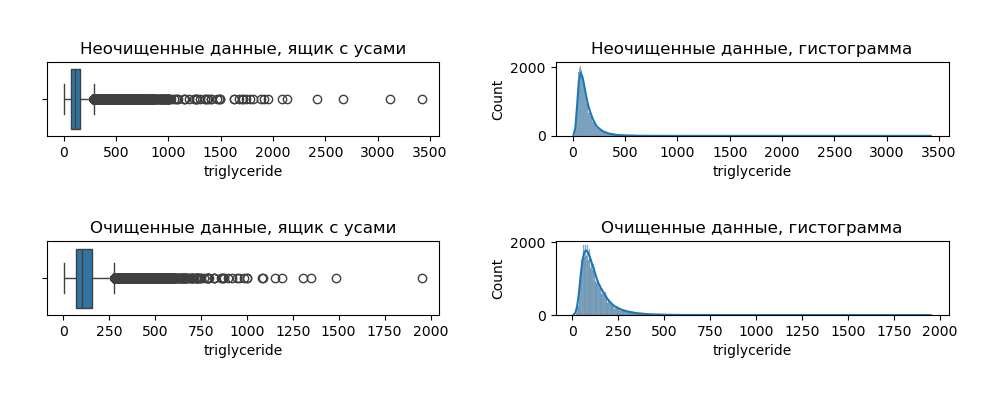 Неочищенные данные, ящик с усами
0 500 1000 1500 2000 2500 3000 3500
triglyceride
Неочищенные данные, гистограмма
2000
0
Count
0 500 1000 1500 2000 2500 3000 3500
triglyceride
Очищенные данные, ящик с усами
0 250 500 750 1000 1250 1500 1750 2000
triglyceride
Очищенные данные, гистограмма
2000
0
Count
0 250 500 750 1000 1250 1500 1750 2000
triglyceride